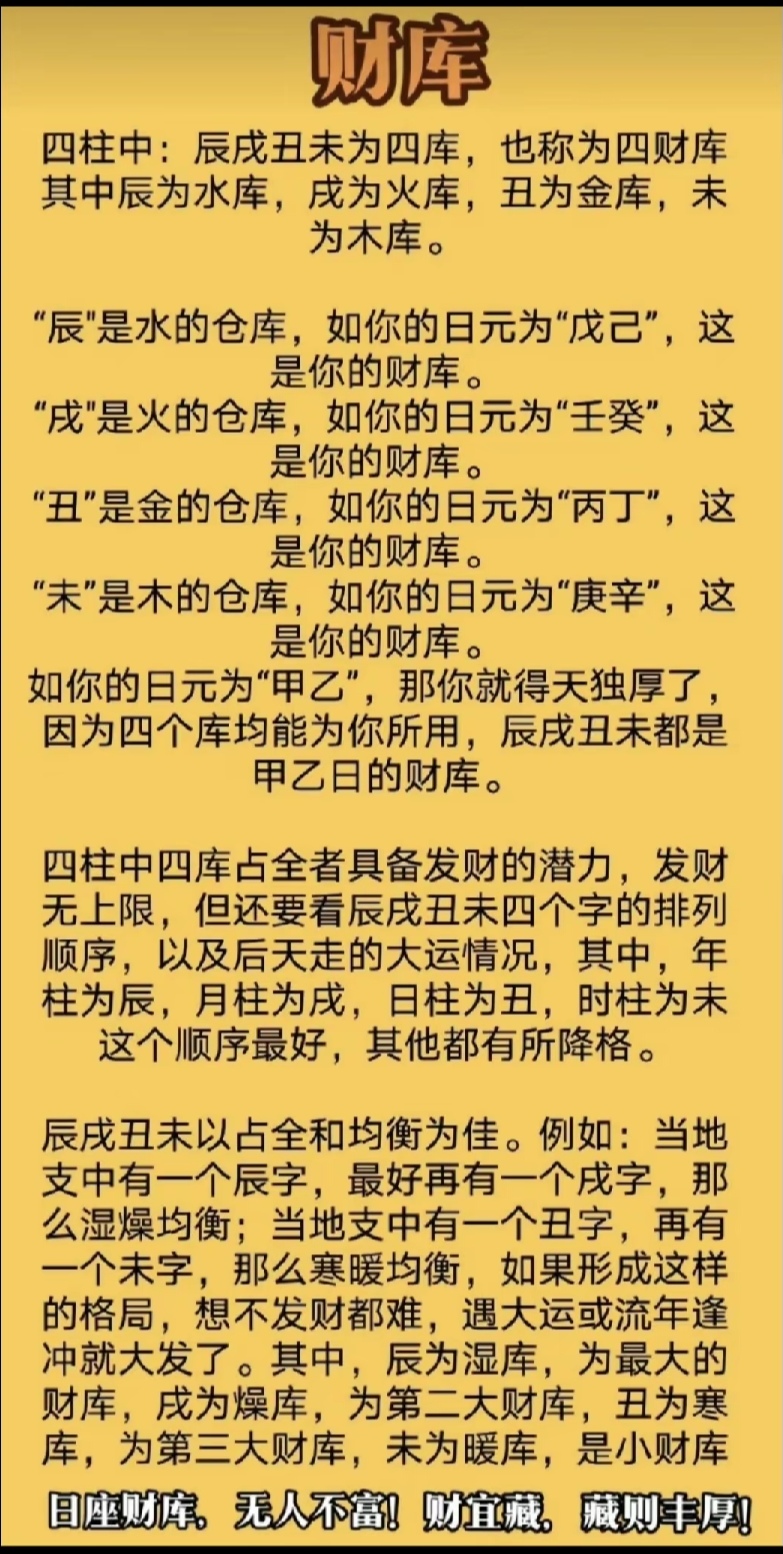 财库
四柱中：辰戌丑未为四库，也称为四财库
其中辰为水库，戌为火库，丑为金库，未
为木库。
“辰"是水的仓库，如你的日元为“戊己”，这
是你的财库。
“戌"是火的仓库，如你的日元为“壬癸”，这
是你的财库。
“丑”是金的仓库，如你的日元为“丙丁”，这
是你的财库。
“未”是木的仓库，如你的日元为“庚辛”，这
是你的财库。
如你的日元为“甲乙”，那你就得天独厚了，
因为四个库均能为你所用，辰戌丑未都是
甲乙日的财库。
四柱中四库占全者具备发财的潜力，发财
无上限，但还要看辰戌丑未四个字的排列
顺序，以及后天走的大运情况，其中，年
柱为辰，月柱为戌，日柱为丑，时柱为未
这个顺序最好，其他都有所降格。
辰戌丑未以占全和均衡为佳。例如：当地
支中有一个辰字，最好再有一个戌字，那
么湿燥均衡；当地支中有一个丑字，再有
一个未字，那么寒暖均衡，如果形成这样
的格局，想不发财都难，遇大运或流年逢
冲就大发了。其中，辰为湿库，为最大的
财库，戌为燥库，为第二大财库，丑为寒
库，为第三大财库，未为暖库，是小财库
日座财库，无人不富！财宜藏，藏则丰厚！